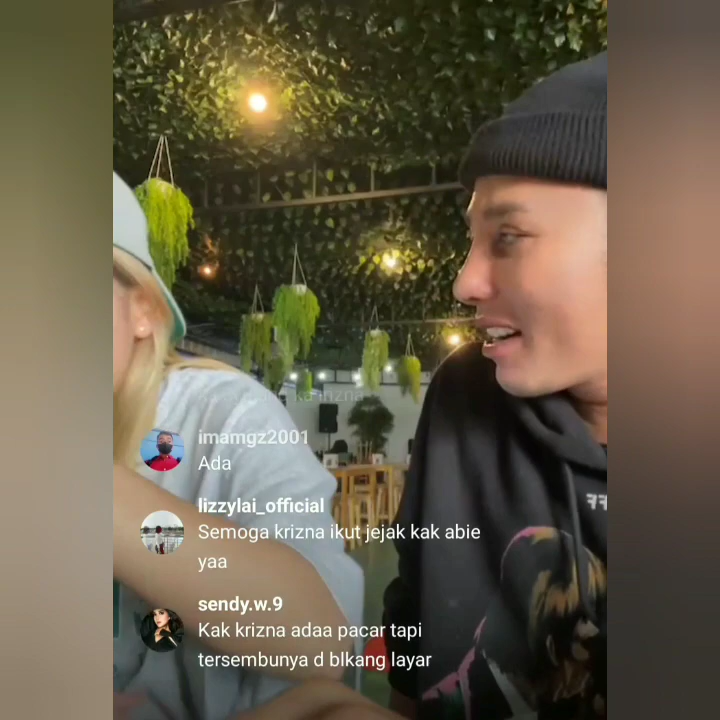 imamgz2001
Ada
lizzylai_official
Semoga krizna ikut jejak kak abie
yaa
sendy.w.9
Kak krizna adaa pacar tapi
tersembunya d blkang layar